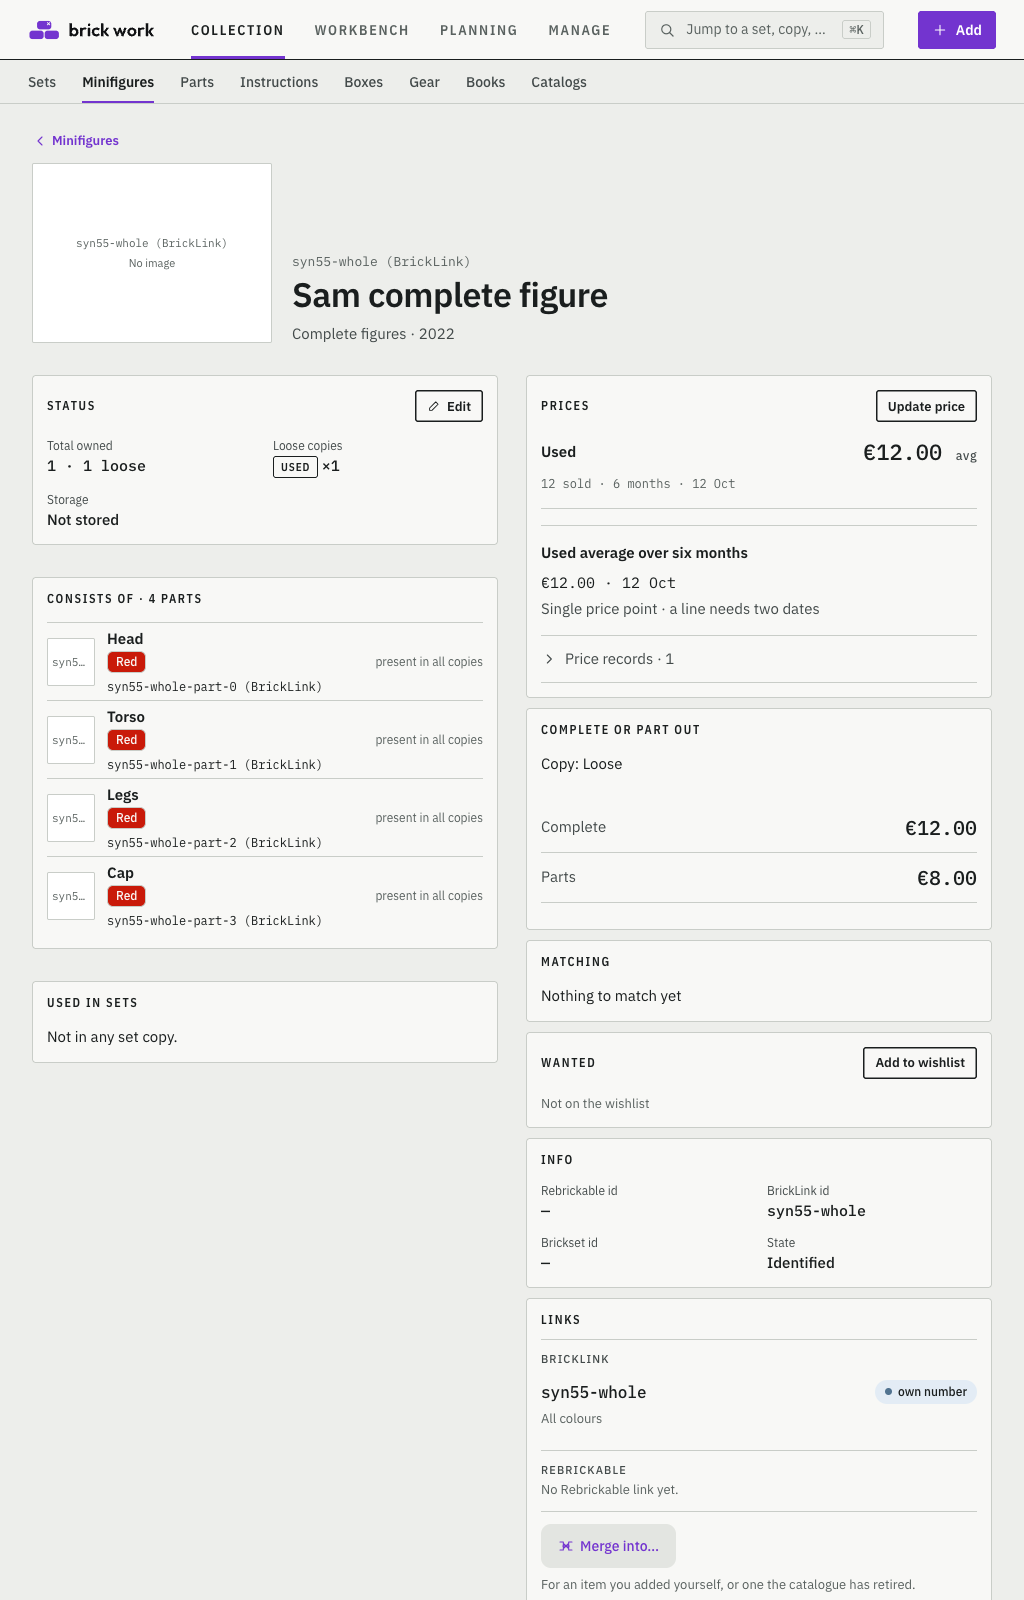 brick work
COLLECTION WORKBENCH PLANNING MANAGE
Jump to a set, copy, ... ⌘K
Add
Sets Minifigures Parts Instructions Boxes Gear Books Catalogs
Minifigures
syn55-whole (BrickLink)
No image
syn55-whole (BrickLink)
Sam complete figure
Complete figures · 2022
STATUS
Edit
Total owned
1 · 1 loose
Loose copies
USED ×1
Storage
Not stored
CONSISTS OF · 4 PARTS
syn5…
Head
Red
syn55-whole-part-0 (BrickLink)
present in all copies
syn5…
Torso
Red
syn55-whole-part-1 (BrickLink)
present in all copies
syn5…
Legs
Red
syn55-whole-part-2 (BrickLink)
present in all copies
syn5…
Cap
Red
syn55-whole-part-3 (BrickLink)
present in all copies
USED IN SETS
Not in any set copy.
PRICES
Update price
Used
€12.00 avg
12 sold · 6 months · 12 Oct
Used average over six months
€12.00 · 12 Oct
Single price point · a line needs two dates
Price records · 1
COMPLETE OR PART OUT
Copy: Loose
Complete €12.00
Parts €8.00
MATCHING
Nothing to match yet
WANTED
Add to wishlist
Not on the wishlist
INFO
Rebrickable id
—
BrickLink id
syn55-whole
Brickset id
—
State
Identified
LINKS
BRICKLINK
syn55-whole
own number
All colours
REBRICKABLE
No Rebrickable link yet.
Merge into...
For an item you added yourself, or one the catalogue has retired.